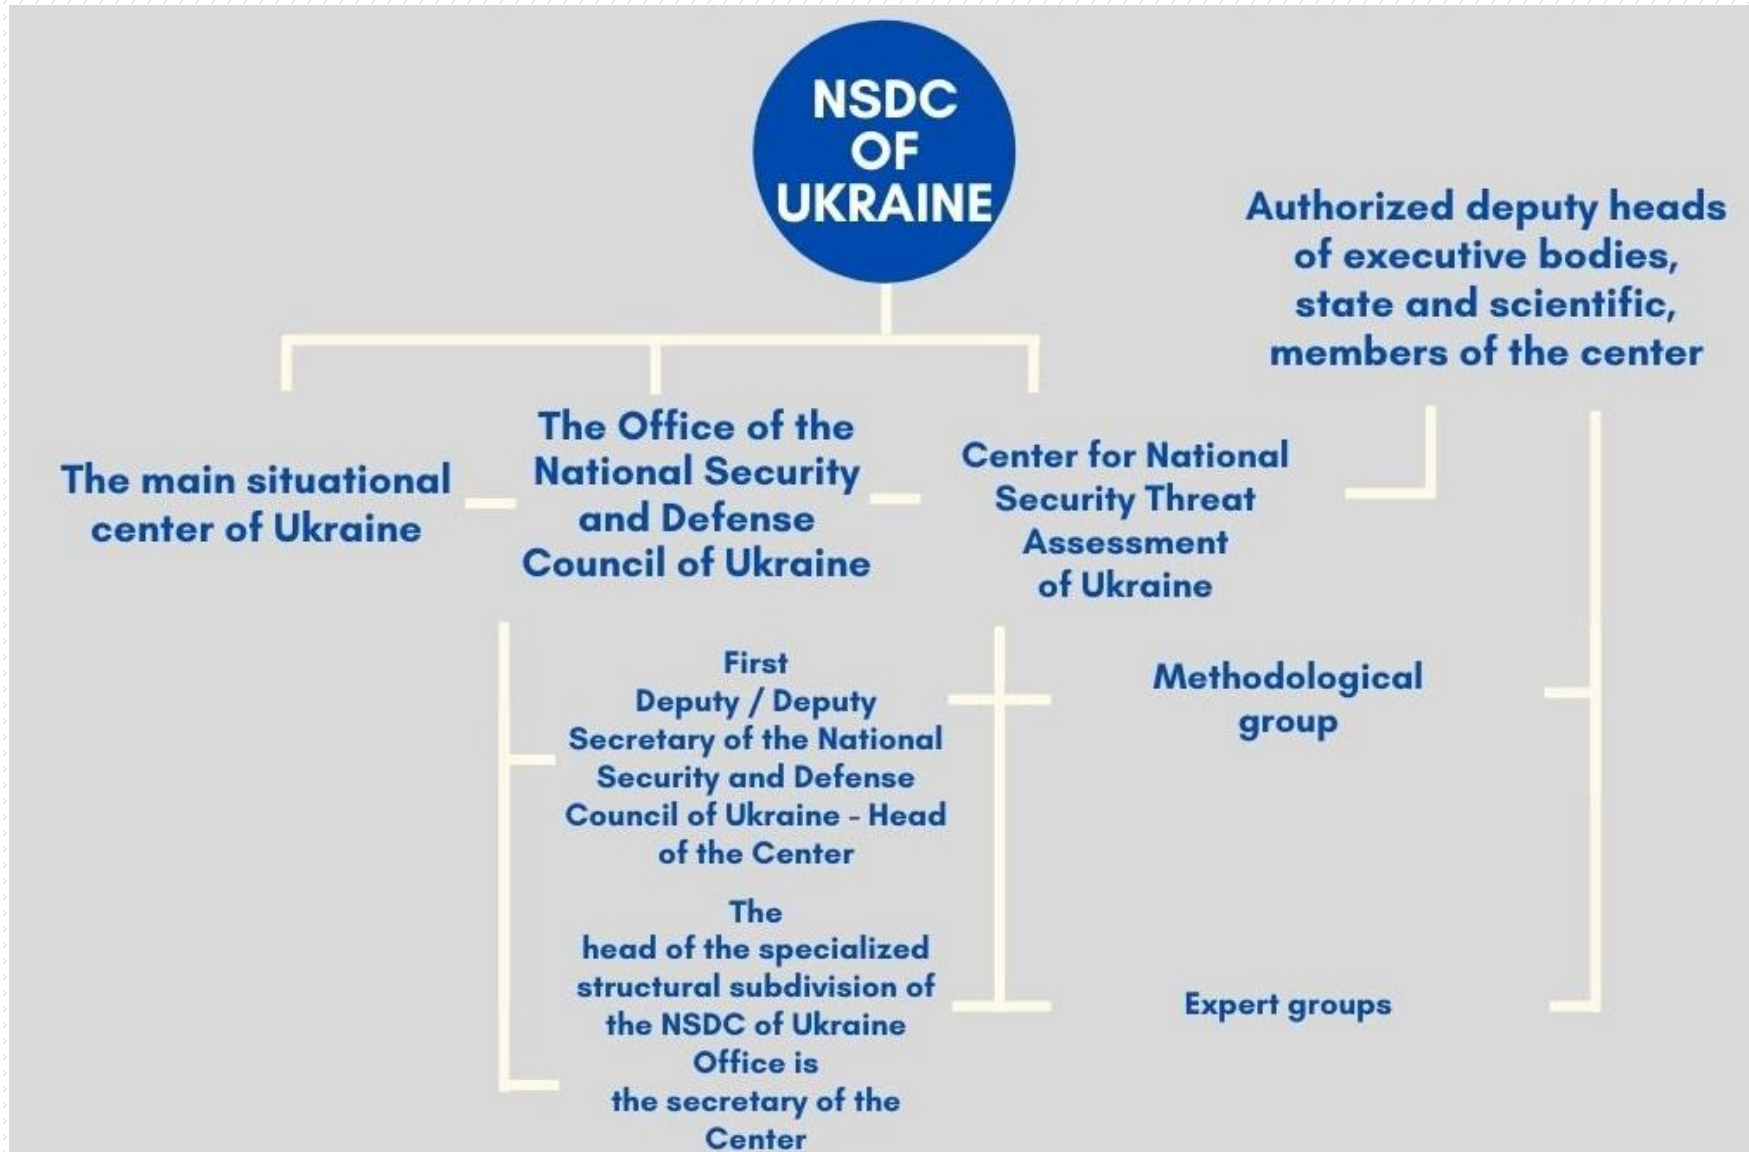 NSDC
OF
UKRAINE
Authorized deputy heads
of executive bodies,
state and scientific,
members of the center
The main situational
center of Ukraine
The Office of the
National Security
and Defense
Council of Ukraine
Center for National
Security Threat
Assessment
of Ukraine
First
Deputy / Deputy
Secretary of the National
Security and Defense
Council of Ukraine - Head
of the Center
Methodological
group
The
head of the specialized
structural subdivision of
the NSDC of Ukraine
Office is
the secretary of the
Center
Expert groups